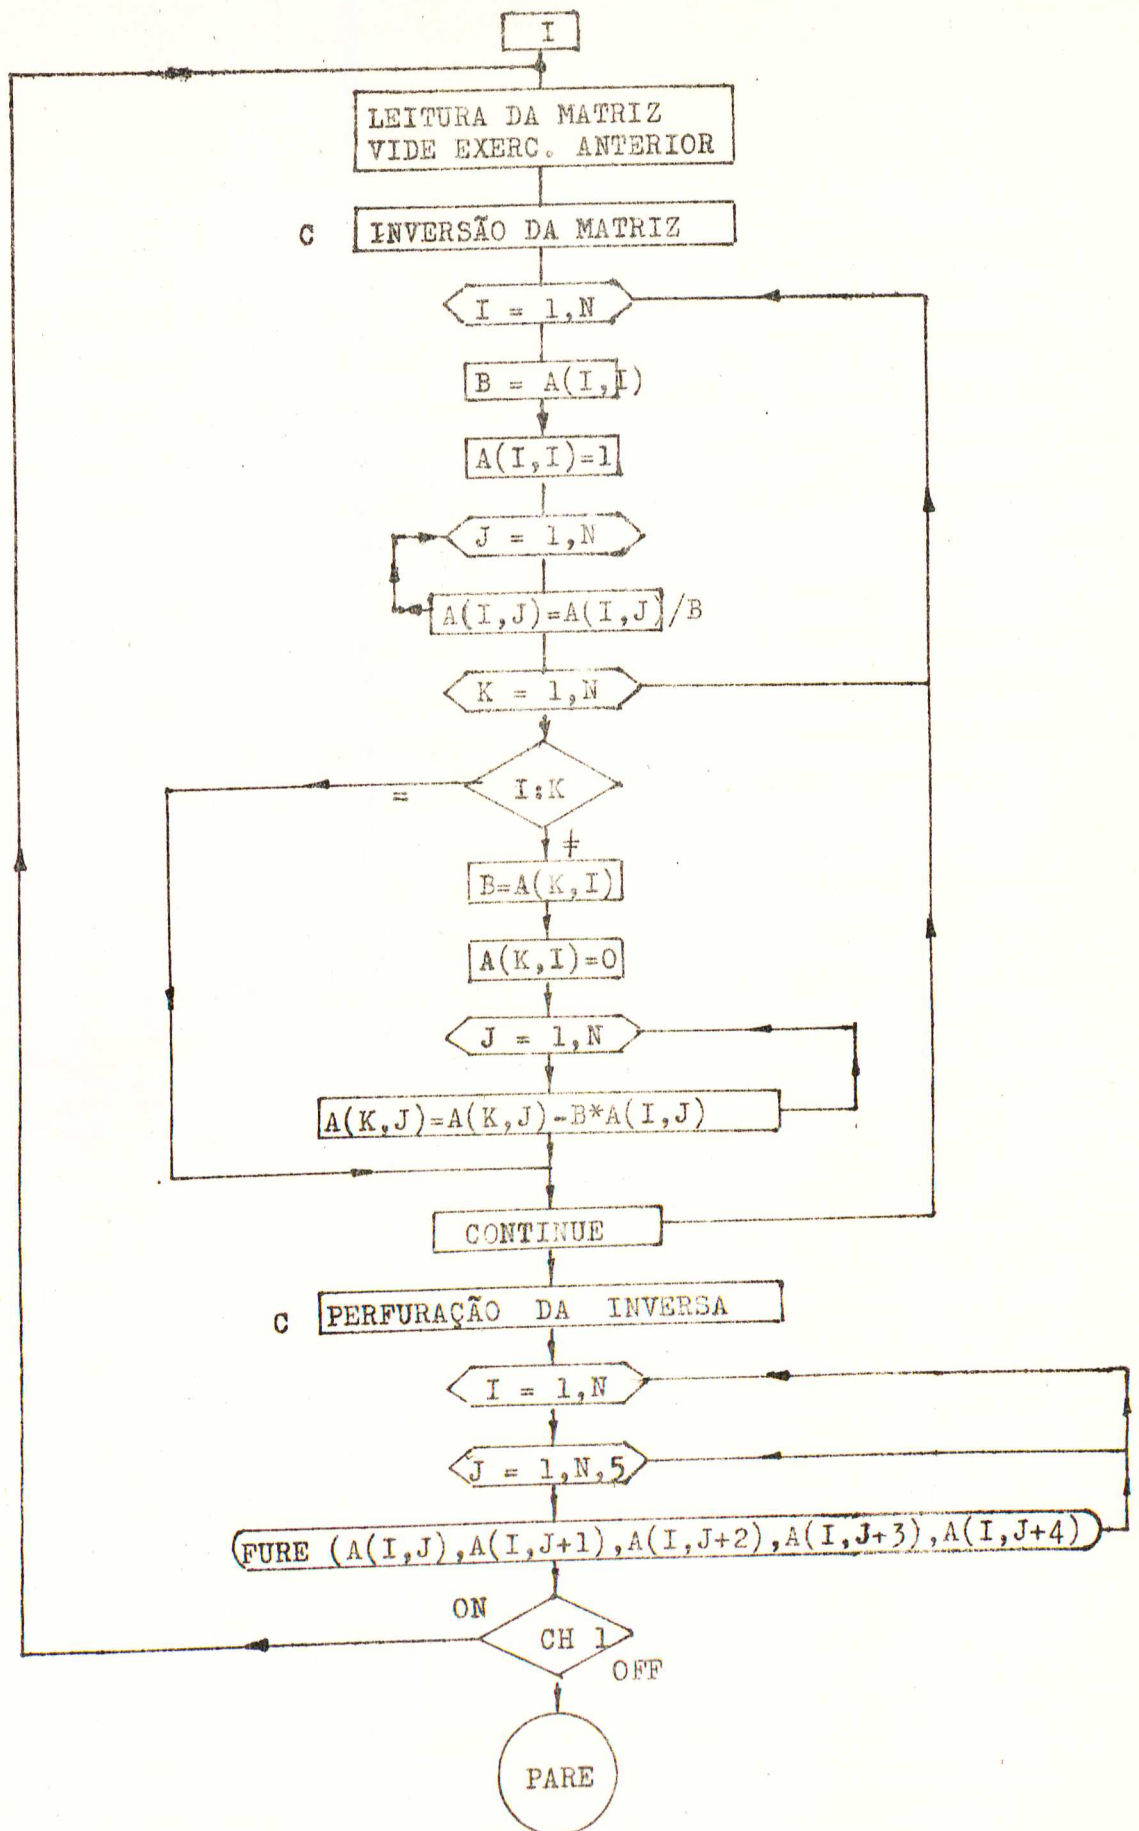 I
LEITURA DA MATRIZ
VIDE EXERC. ANTERIOR
C INVERSÃO DA MATRIZ
I = 1,N
B = A(I,I)
A(I,I)=1
J = 1,N
A(I,J)=A(I,J)/B
K = 1,N
I:K
=
≠
B=A(K,I)
A(K,I)=0
J = 1,N
A(K,J)=A(K,J)-B*A(I,J)
CONTINUE
C PERFURAÇÃO DA INVERSA
I = 1,N
J = 1,N,5
FURE (A(I,J),A(I,J+1),A(I,J+2),A(I,J+3),A(I,J+4)
ON
CH 1
OFF
PARE